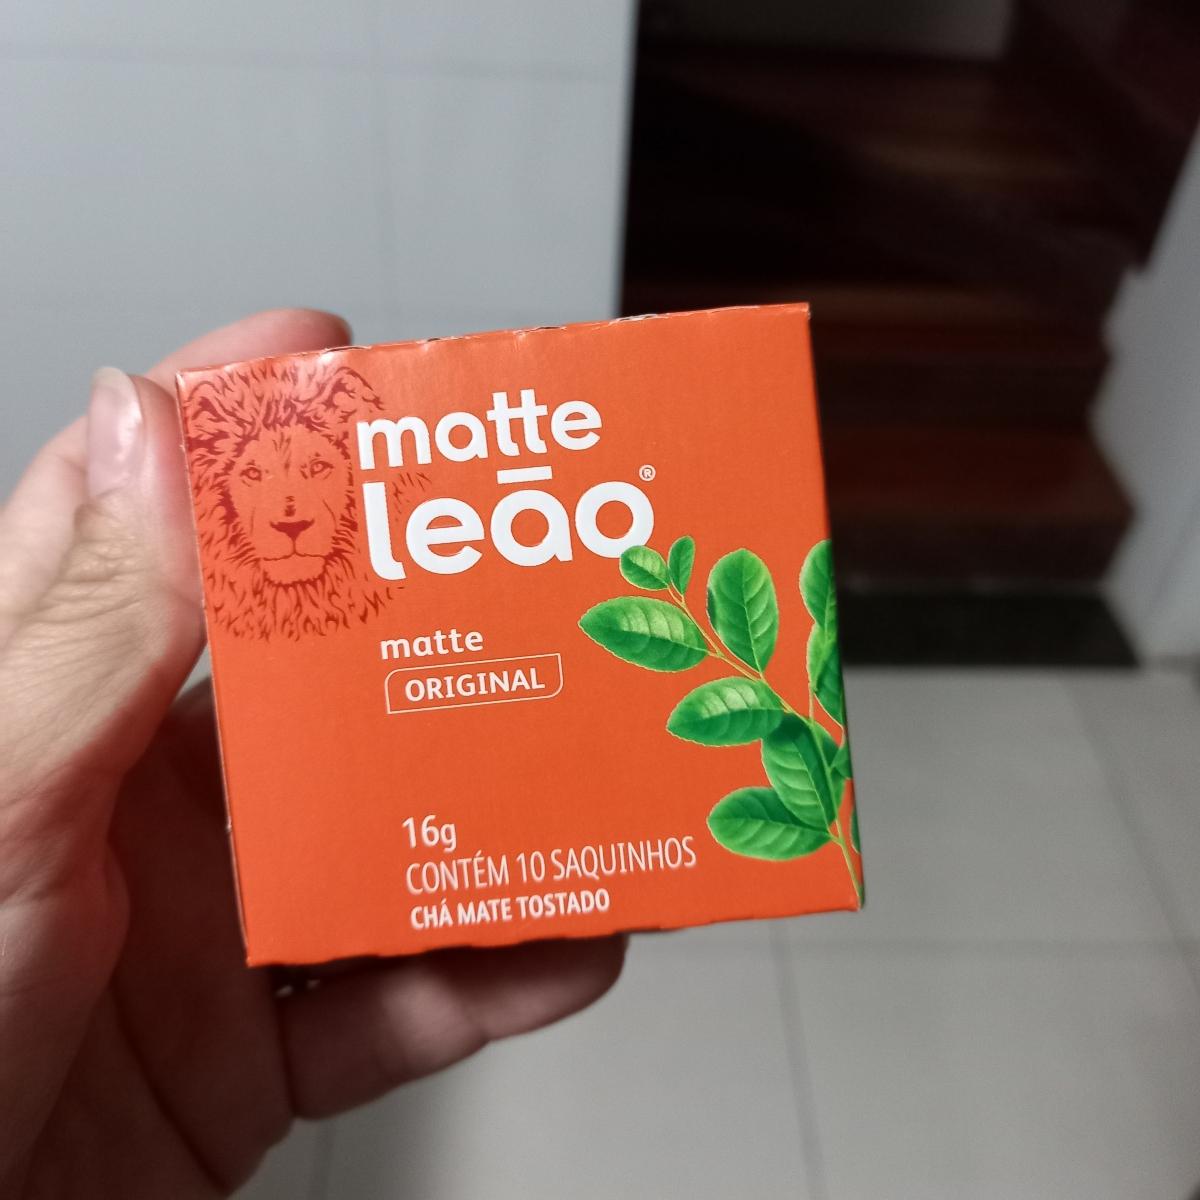 matte
leão®
matte
ORIGINAL
16g
CONTÉM 10 SAQUINHOS
CHÁ MATE TOSTADO